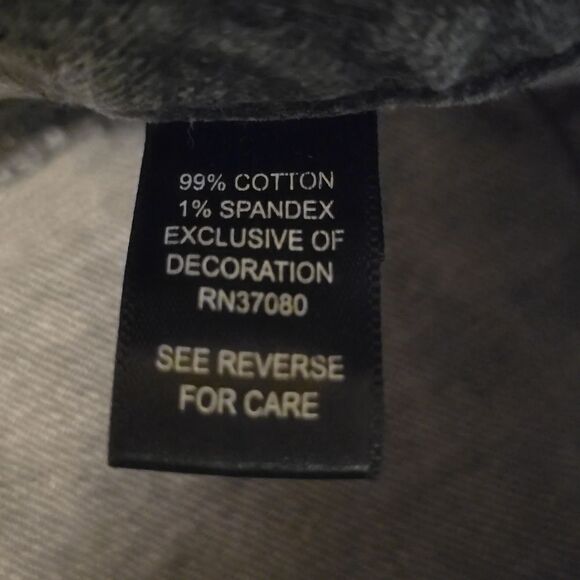 99% COTTON
1% SPANDEX
EXCLUSIVE OF
DECORATION
RN37080
SEE REVERSE
FOR CARE